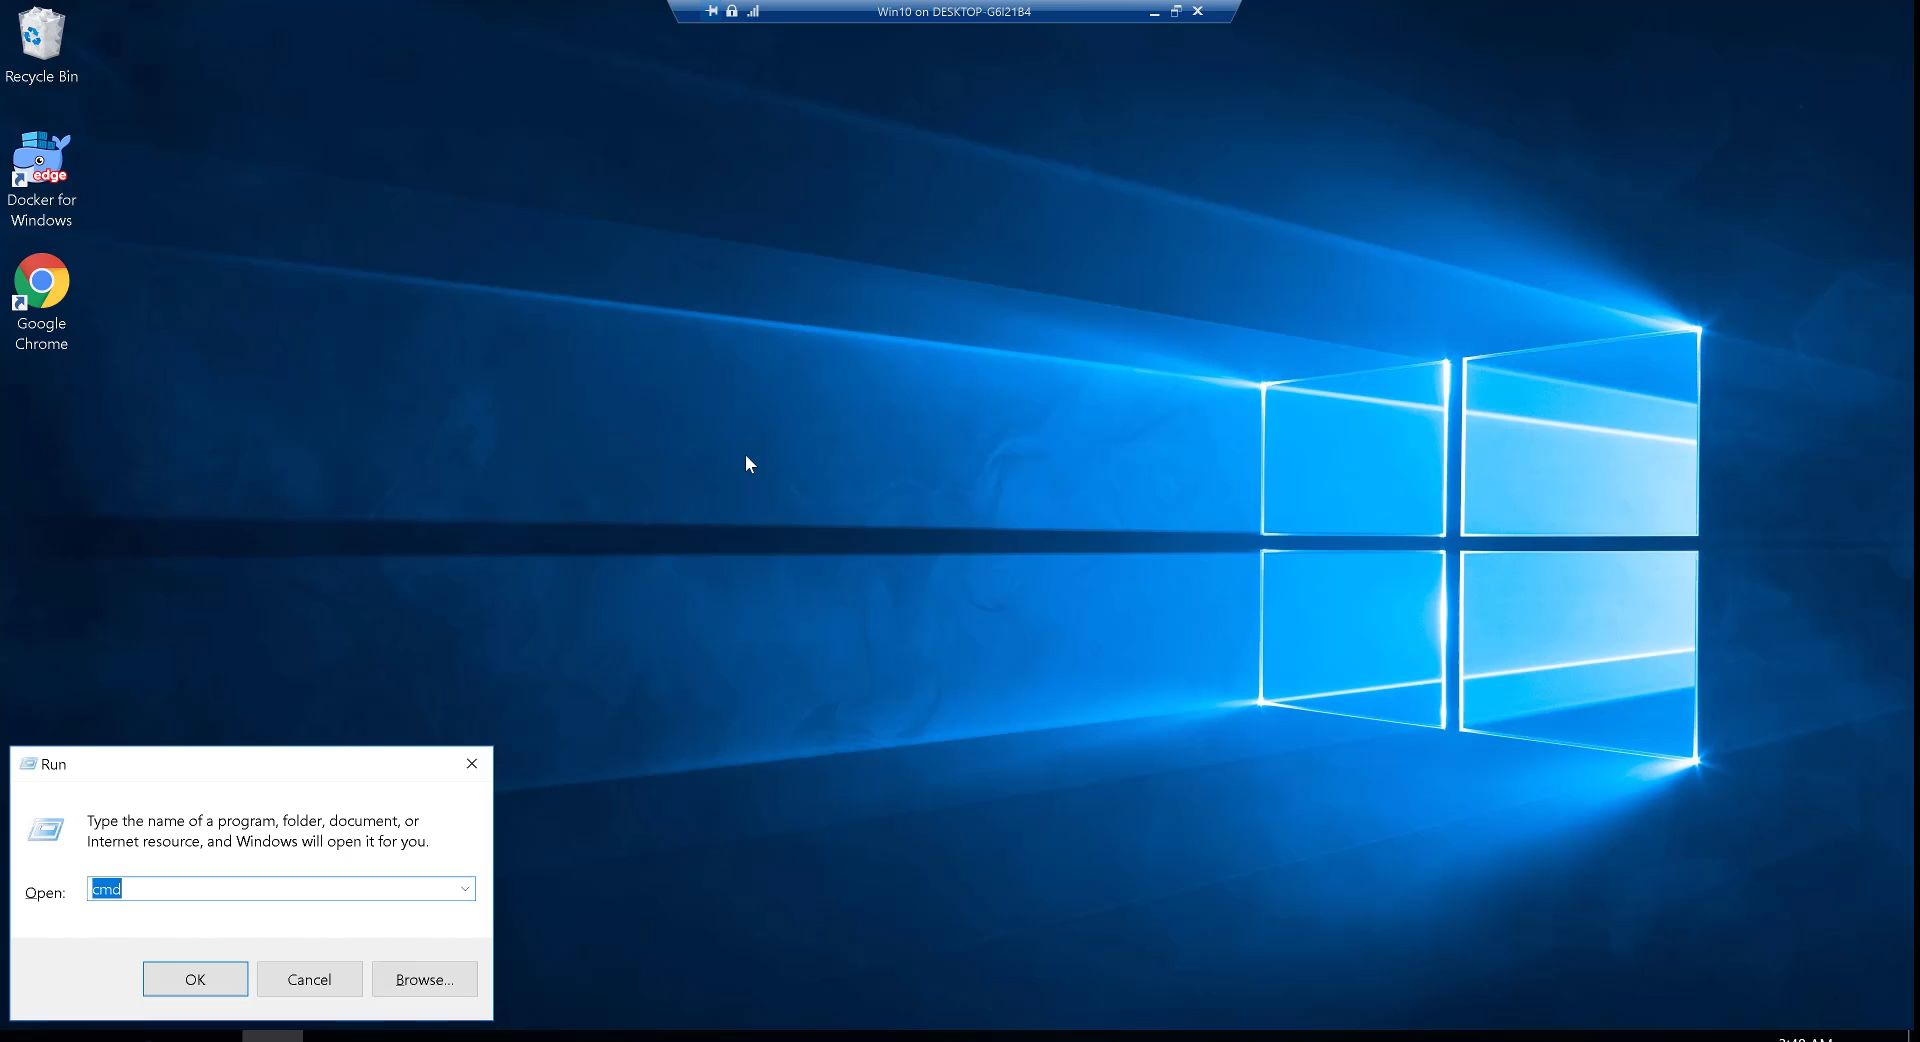 Win10 on DESKTOP-G6I21B4
Recycle Bin
edge
Docker for
Windows
Google
Chrome
Run
Type the name of a program, folder, document, or
Internet resource, and Windows will open it for you.
Open:
cmd
OK
Cancel
Browse...